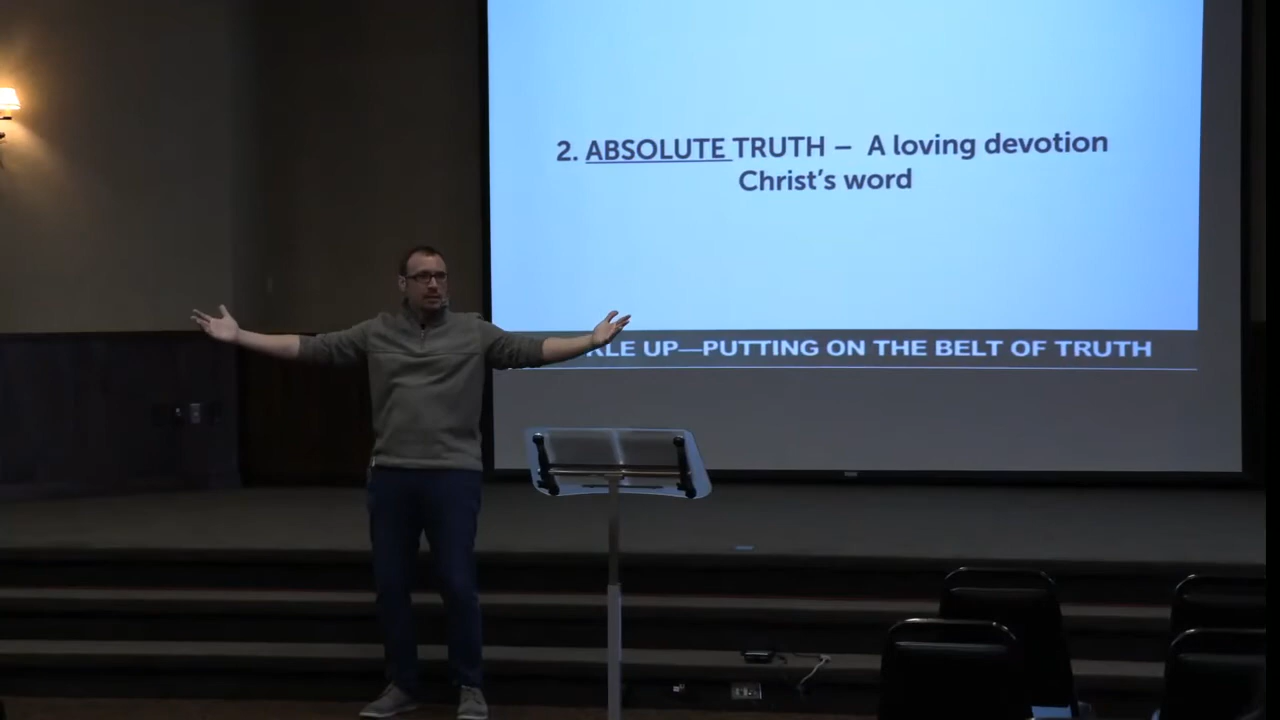 2. ABSOLUTE TRUTH – A loving devotion
Christ's word
UP—PUTTING ON THE BELT OF TRUTH